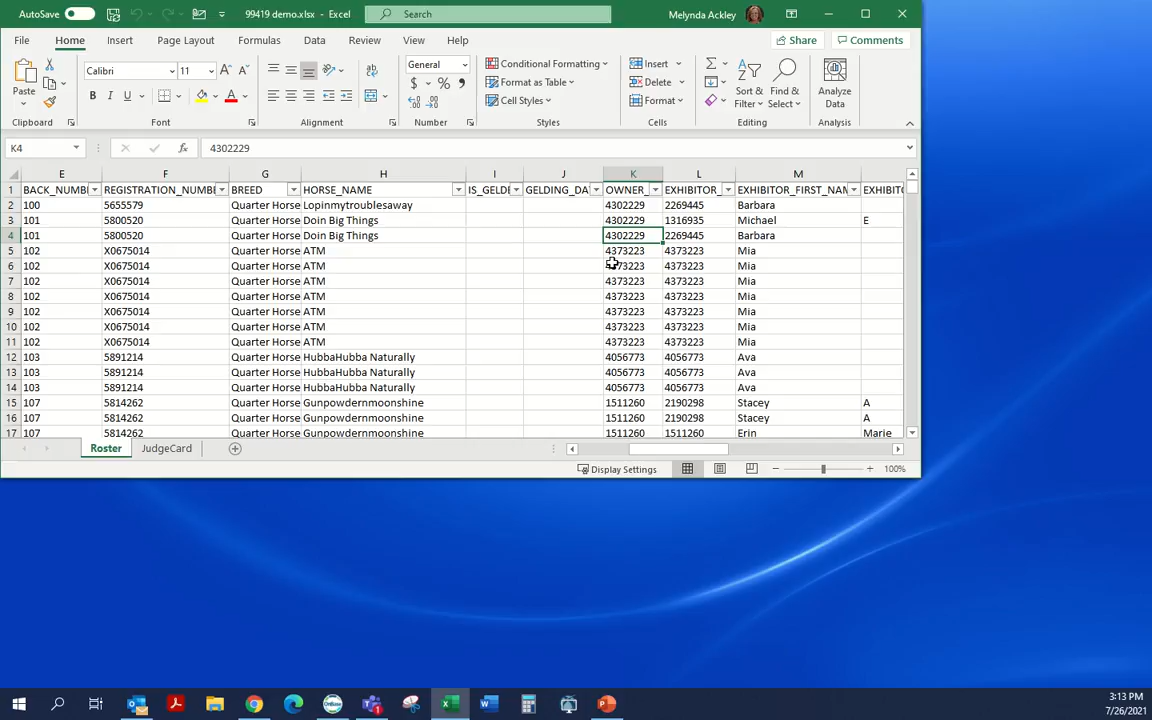 AutoSave
99419 demo.xlsx - Excel
Search
Melynda Ackley
File Home Insert Page Layout Formulas Data Review View Help
Share Comments
Paste
Calibri 11
General
Conditional Formatting
Format as Table
Cell Styles
Insert
Delete
Format
Sort & Filter
Find & Select
Analyze Data
Clipboard Font Alignment Number Styles Cells Editing Analysis
K4 fx 4302229
E F G H I J K L M
1 BACK_NUMB REGISTRATION_NUMB BREED HORSE_NAME IS_GELD GELDING_DA OWNER_ EXHIBITOR_ EXHIBITOR_FIRST_NAM EXHIBITO
2 100 5655579 Quarter Horse Lopinmytroublesaway 4302229 2269445 Barbara
3 101 5800520 Quarter Horse Doin Big Things 4302229 1316935 Michael E
4 101 5800520 Quarter Horse Doin Big Things 4302229 2269445 Barbara
5 102 X0675014 Quarter Horse ATM 4373223 4373223 Mia
6 102 X0675014 Quarter Horse ATM 4373223 4373223 Mia
7 102 X0675014 Quarter Horse ATM 4373223 4373223 Mia
8 102 X0675014 Quarter Horse ATM 4373223 4373223 Mia
9 102 X0675014 Quarter Horse ATM 4373223 4373223 Mia
10 102 X0675014 Quarter Horse ATM 4373223 4373223 Mia
11 102 X0675014 Quarter Horse ATM 4373223 4373223 Mia
12 103 5891214 Quarter Horse HubbaHubba Naturally 4056773 4056773 Ava
13 103 5891214 Quarter Horse HubbaHubba Naturally 4056773 4056773 Ava
14 103 5891214 Quarter Horse HubbaHubba Naturally 4056773 4056773 Ava
15 107 5814262 Quarter Horse Gunpowdernmoonshine 1511260 2190298 Stacey A
16 107 5814262 Quarter Horse Gunpowdernmoonshine 1511260 2190298 Stacey A
17 107 5814262 Quarter Horse Gunpowdernmoonshine 1511260 1511260 Erin Marie
Roster JudgeCard
Display Settings 100%
3:13 PM
7/26/2021